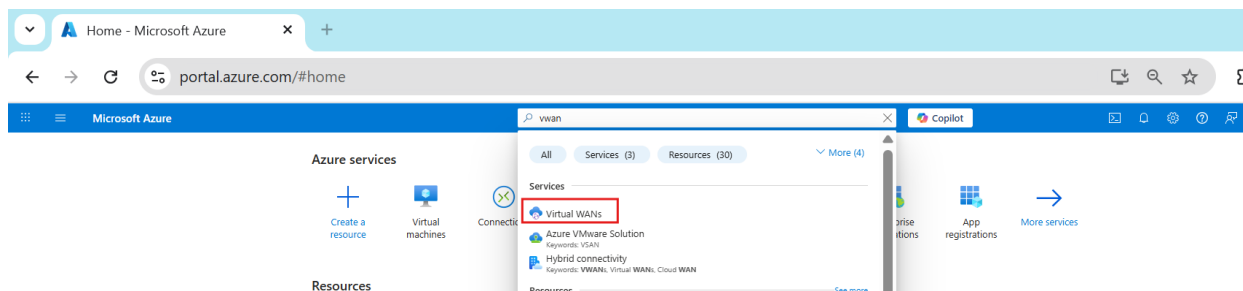 Home - Microsoft Azure
portal.azure.com/#home
Microsoft Azure
vwan
Copilot
All Services (3) Resources (30) More (4)
Azure services
Services
Create a resource
Virtual machines
Virtual WANs
Azure VMware Solution
Keywords: VSAN
Hybrid connectivity
Keywords: VWANs, Virtual WANs, Cloud WAN
App registrations
More services
Resources
See more